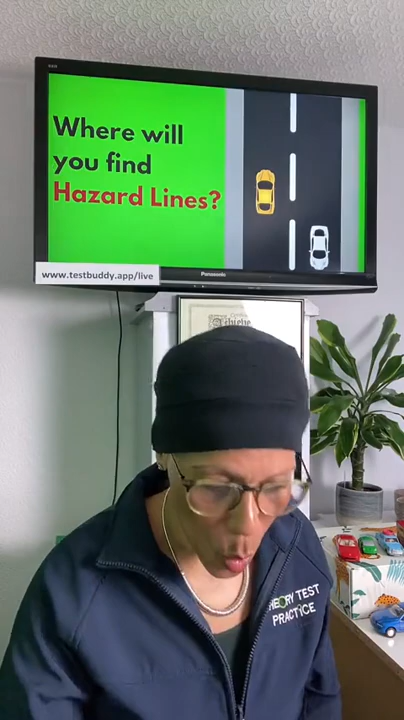 Where will
you find
Hazard Lines?
www.testbuddy.app/live
Panasonic
THEORY TEST
PRACTICE